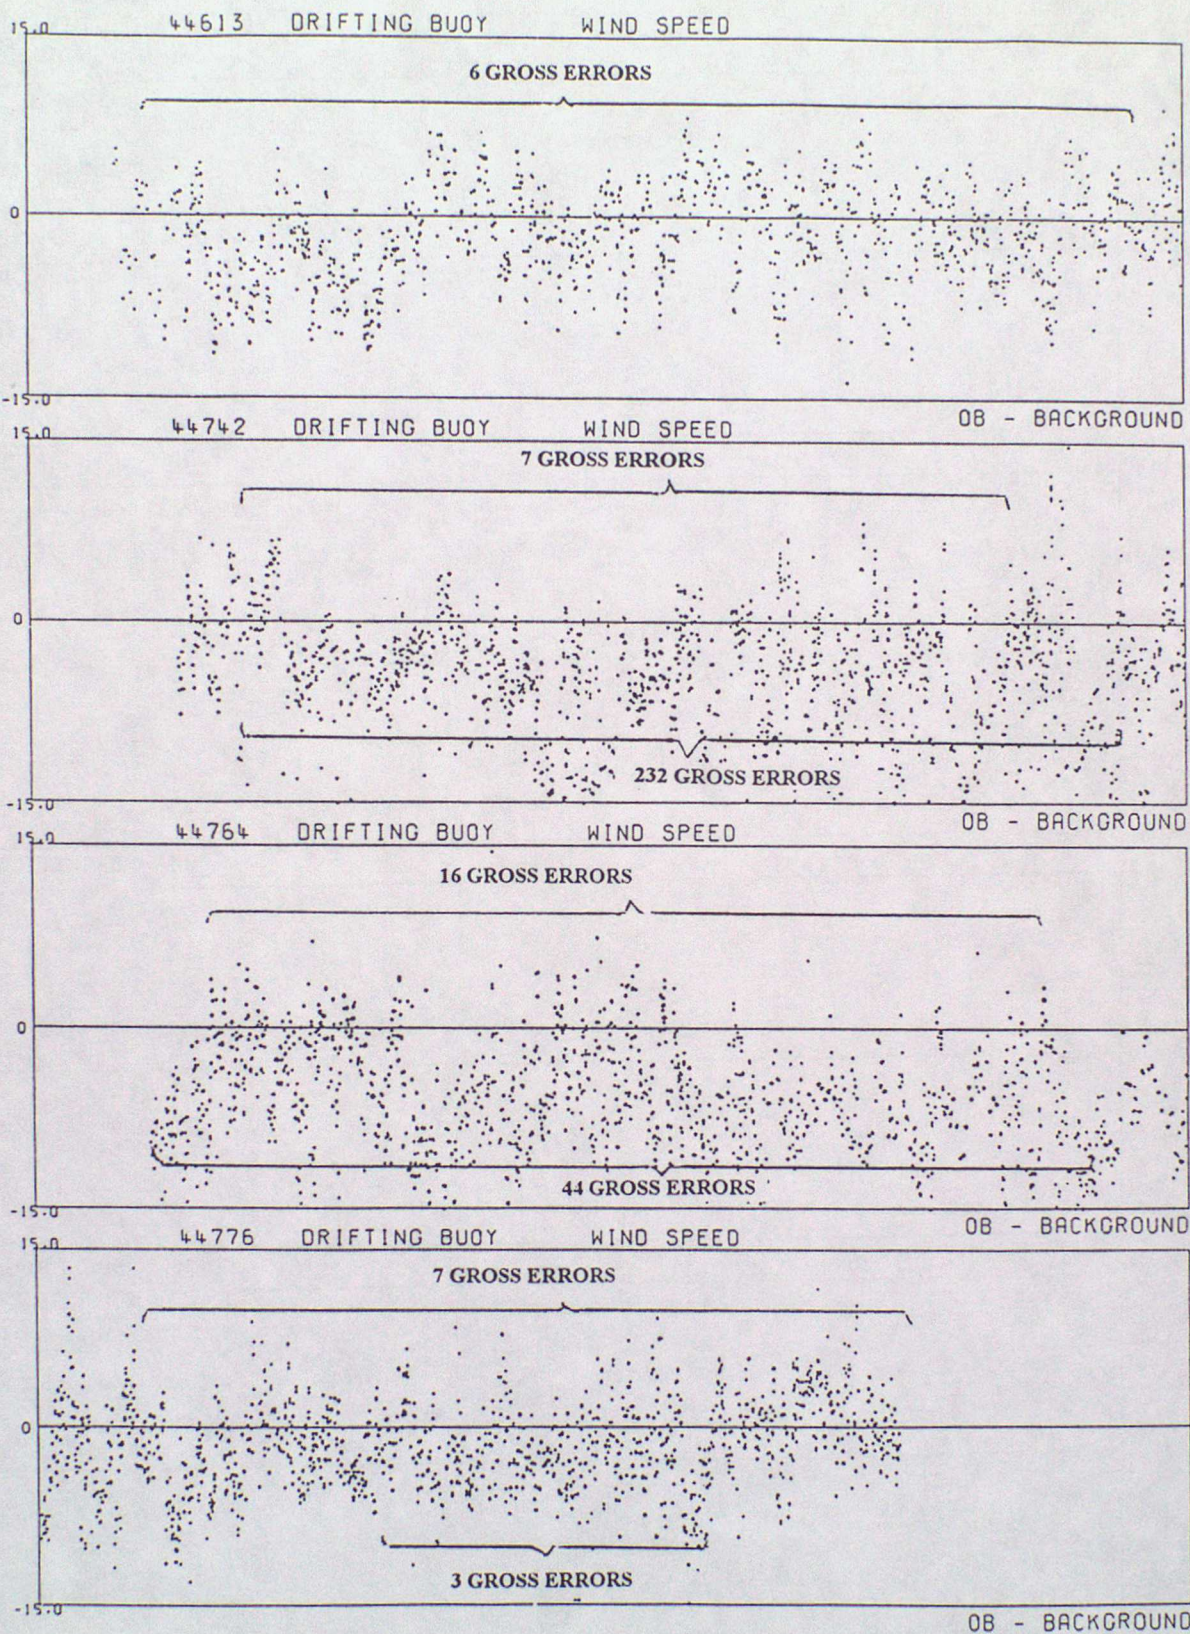 44613 DRIFTING BUOY WIND SPEED
15.0
6 GROSS ERRORS
0
-15.0
OB - BACKGROUND
44742 DRIFTING BUOY WIND SPEED
15.0
7 GROSS ERRORS
0
232 GROSS ERRORS
-15.0
OB - BACKGROUND
44764 DRIFTING BUOY WIND SPEED
15.0
16 GROSS ERRORS
0
44 GROSS ERRORS
-15.0
OB - BACKGROUND
44776 DRIFTING BUOY WIND SPEED
15.0
7 GROSS ERRORS
0
3 GROSS ERRORS
-15.0
OB - BACKGROUND